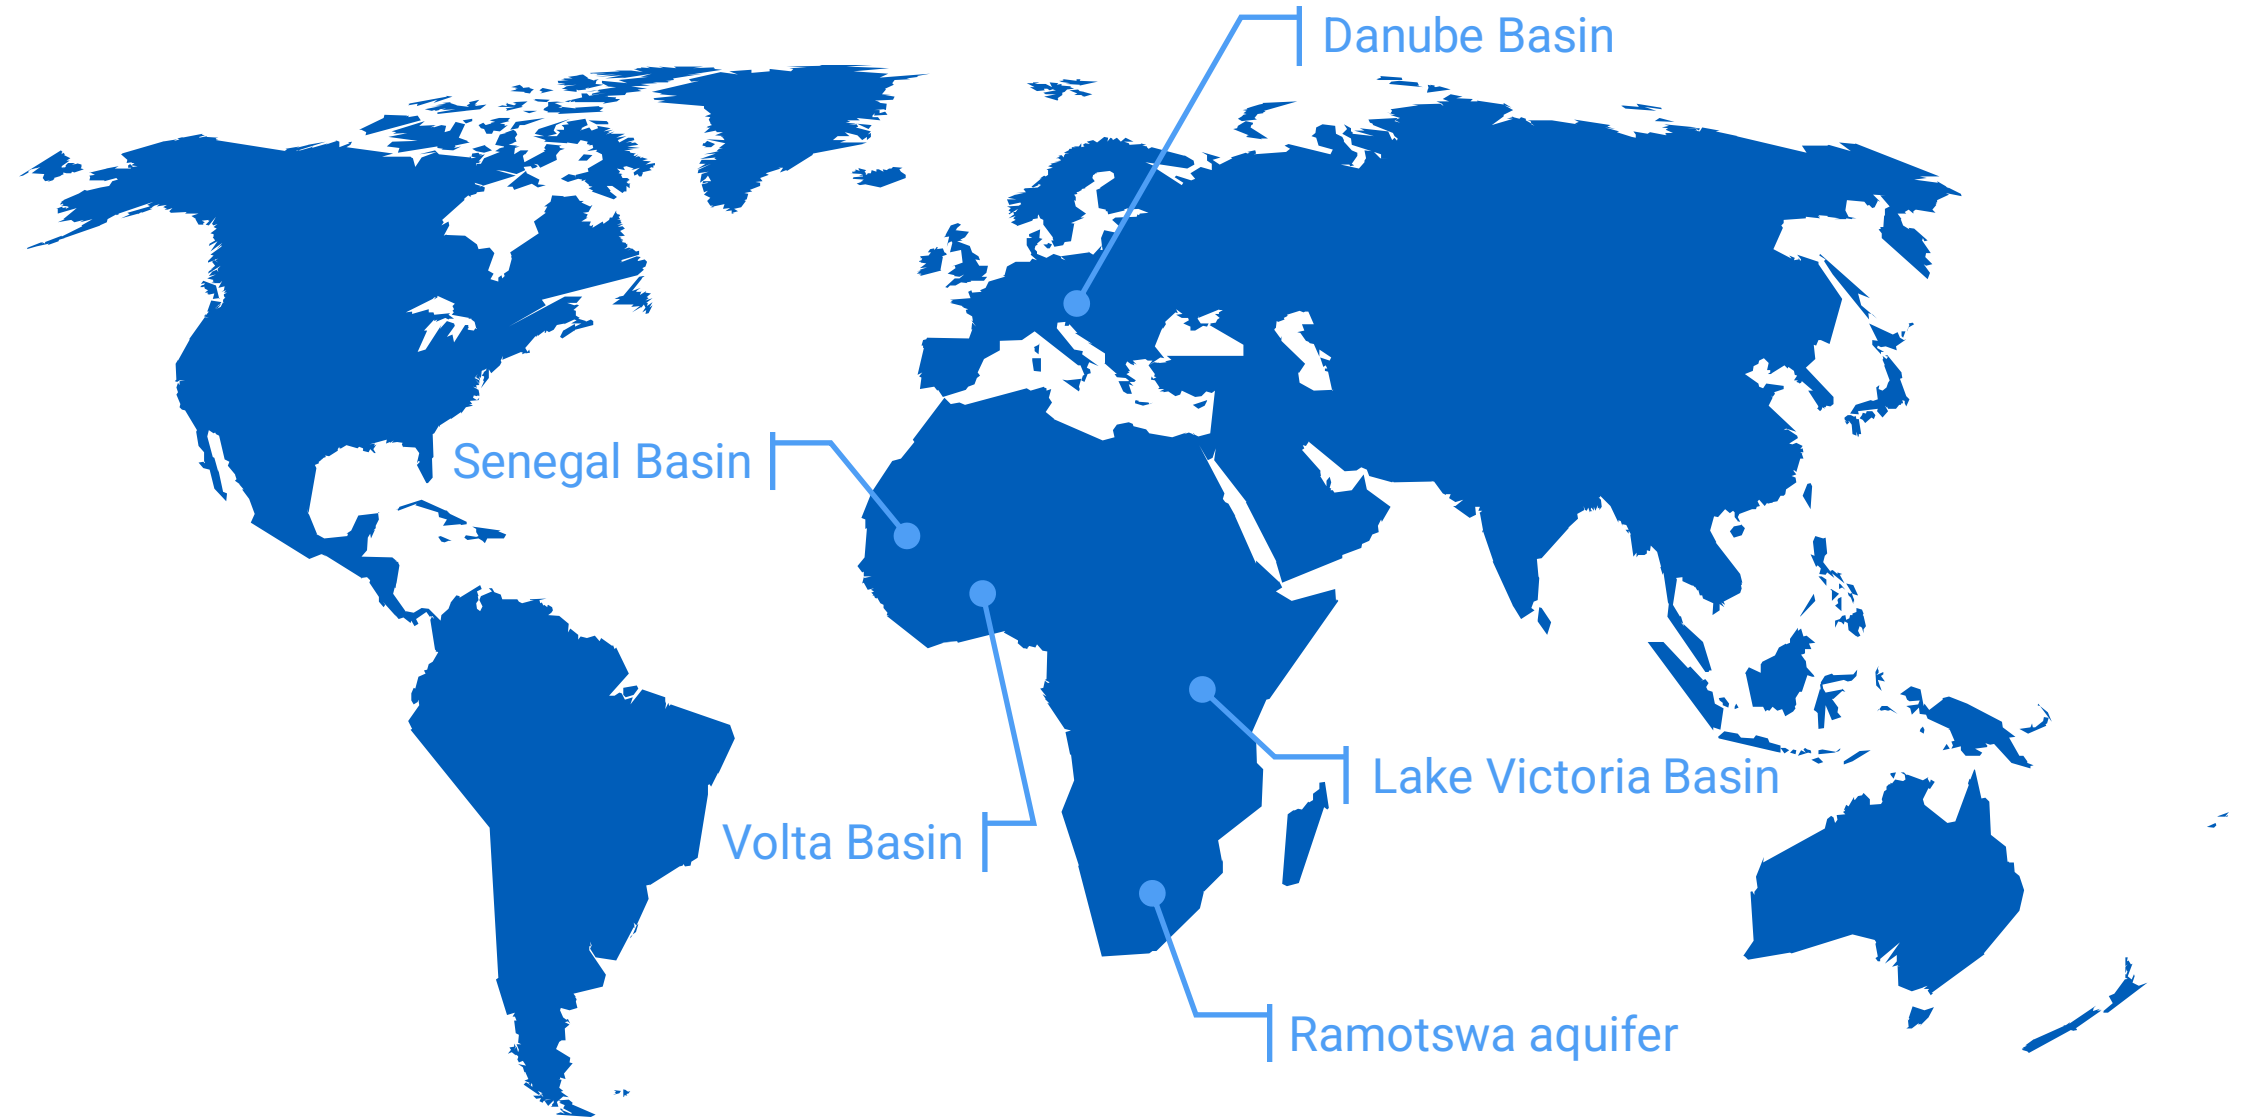 Danube Basin
Senegal Basin
Lake Victoria Basin
Volta Basin
Ramotswa aquifer